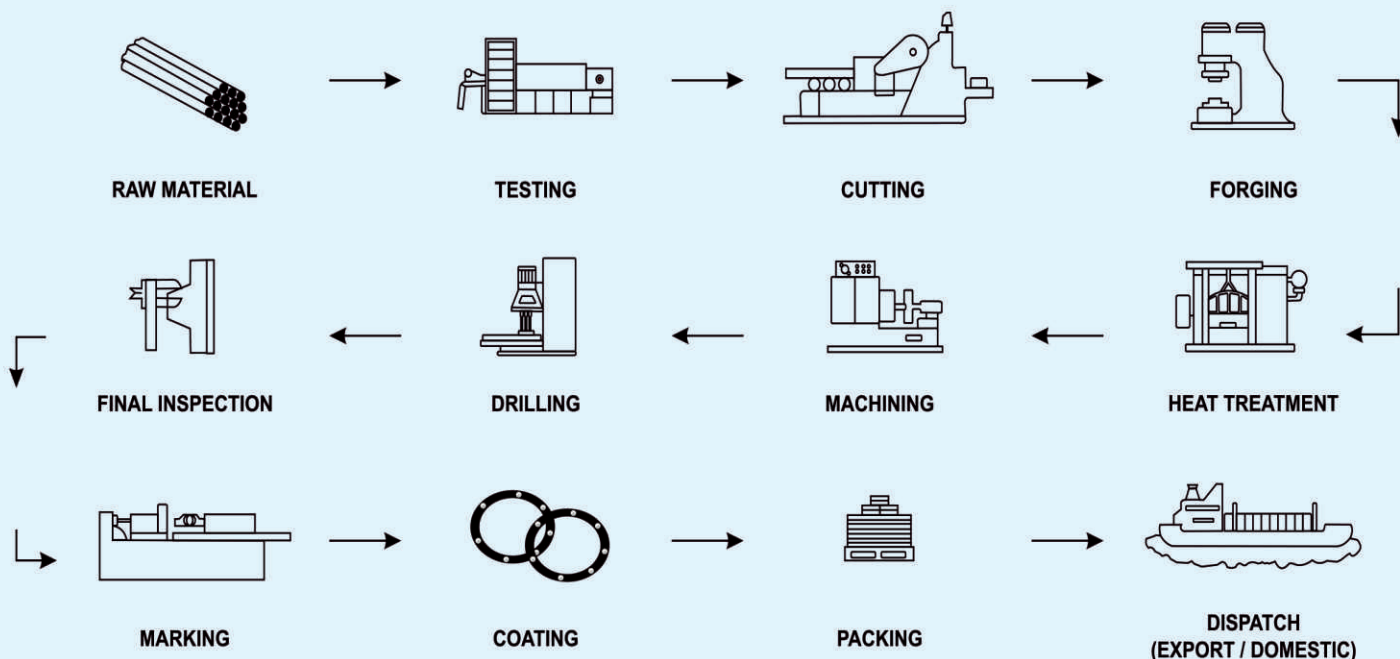 RAW MATERIAL
TESTING
CUTTING
FORGING
HEAT TREATMENT
MACHINING
DRILLING
FINAL INSPECTION
MARKING
COATING
PACKING
DISPATCH
(EXPORT / DOMESTIC)